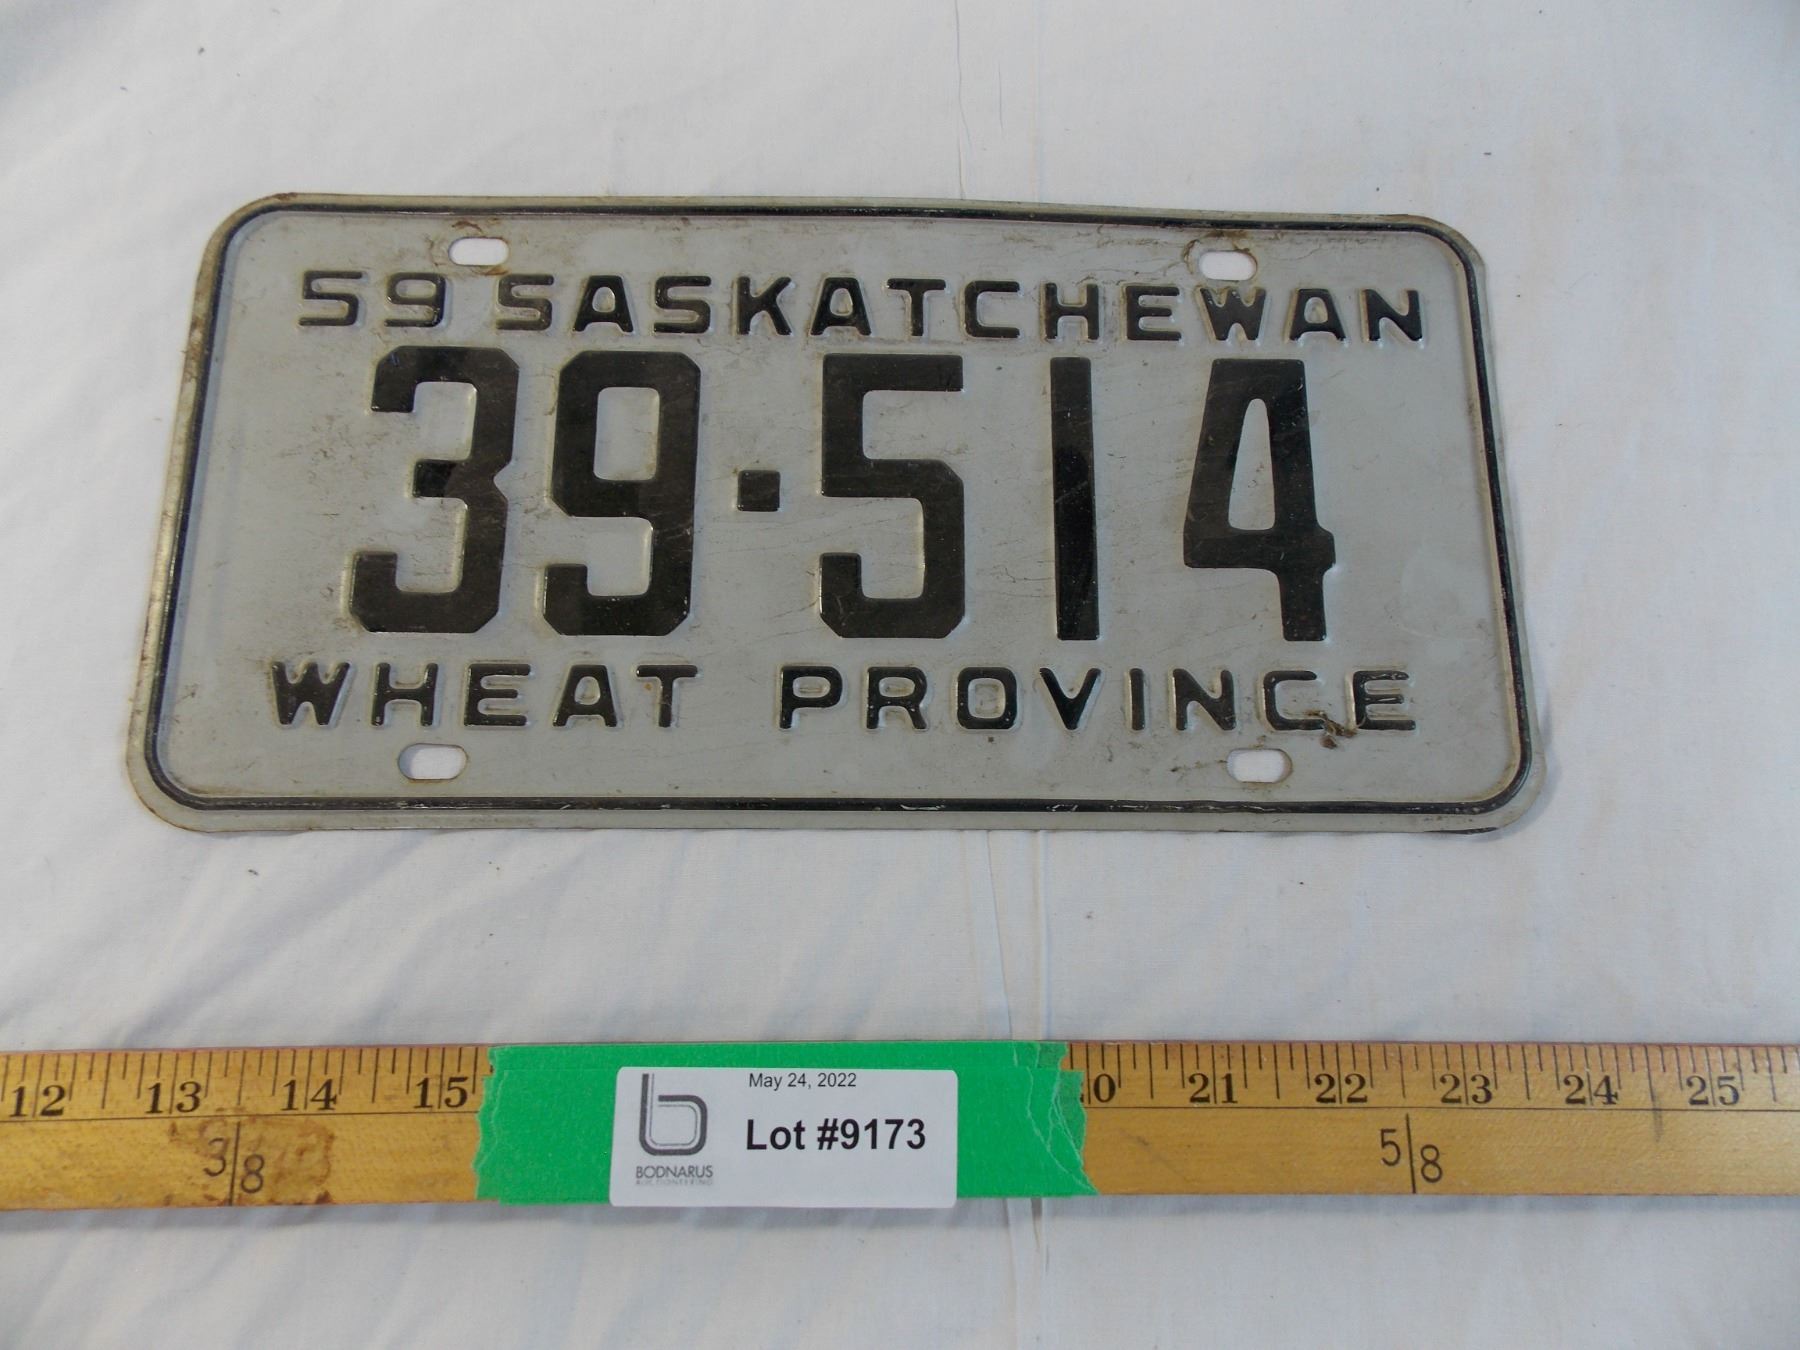 59 SASKATCHEWAN
39·514
WHEAT PROVINCE
12 13 14 15 20 21 22 23 24 25
May 24, 2022
Lot #9173
BODNARUS
AUCTIONEERING
3/8 5/8